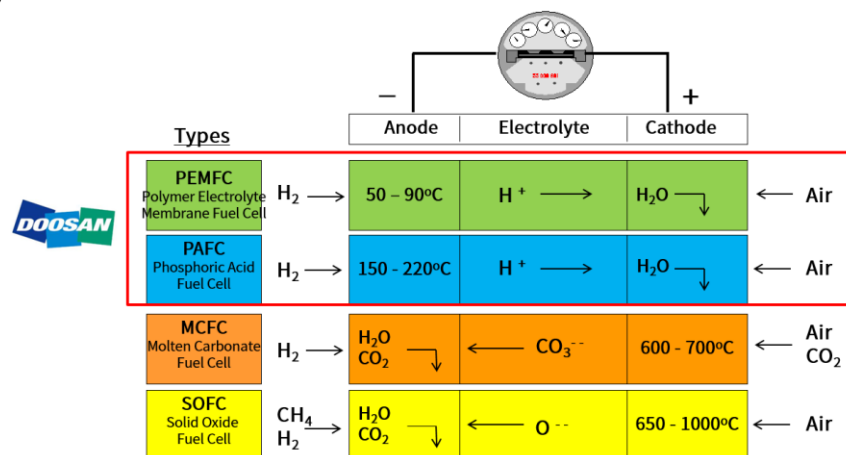 − +
Types Anode Electrolyte Cathode
DOOSAN
PEMFC
Polymer Electrolyte
Membrane Fuel Cell
H₂ 50 – 90ºC H⁺ H₂O Air
PAFC
Phosphoric Acid
Fuel Cell
H₂ 150 - 220ºC H⁺ H₂O Air
MCFC
Molten Carbonate
Fuel Cell
H₂
H₂O
CO₂
CO₃⁻⁻ 600 - 700ºC
Air
CO₂
SOFC
Solid Oxide
Fuel Cell
CH₄
H₂
H₂O
CO₂
O⁻⁻ 650 - 1000ºC Air